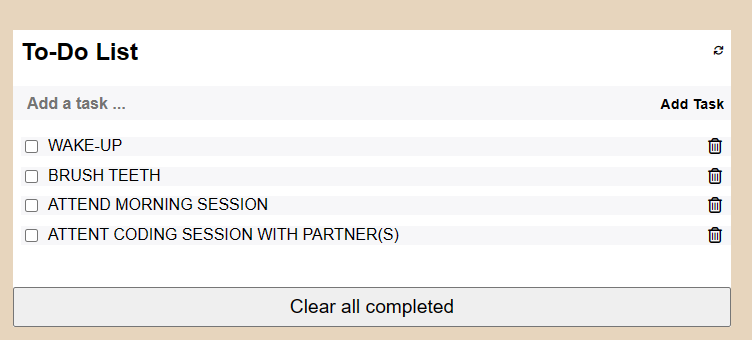 To-Do List
Add a task ...
Add Task
WAKE-UP
BRUSH TEETH
ATTEND MORNING SESSION
ATTENT CODING SESSION WITH PARTNER(S)
Clear all completed